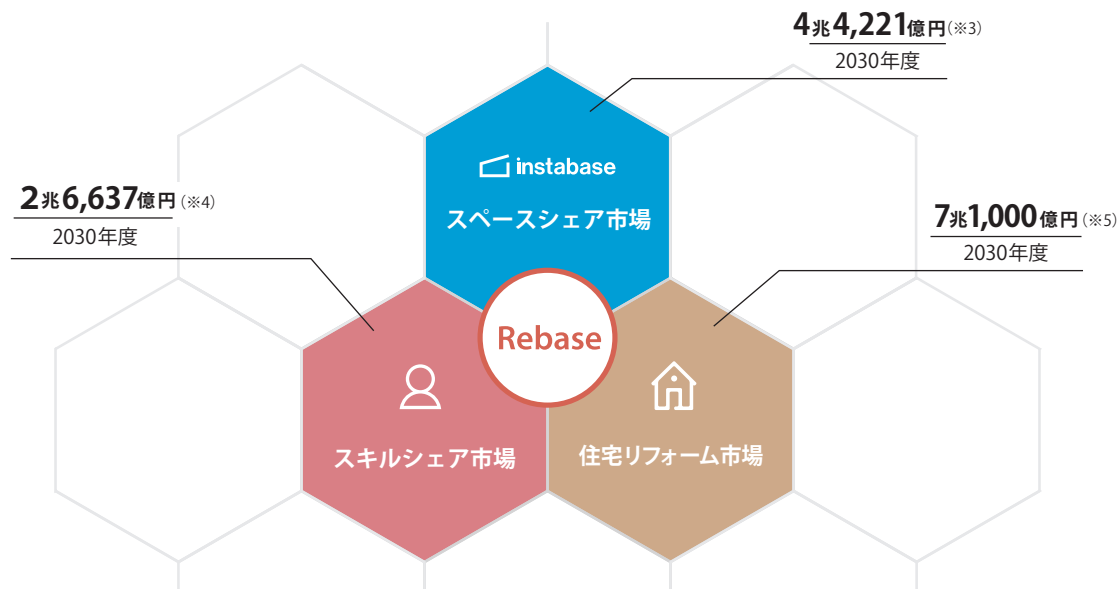 4兆4,221億円(※3)
2030年度
instabase
スペースシェア市場
2兆6,637億円(※4)
2030年度
7兆1,000億円(※5)
2030年度
Rebase
スキルシェア市場
住宅リフォーム市場